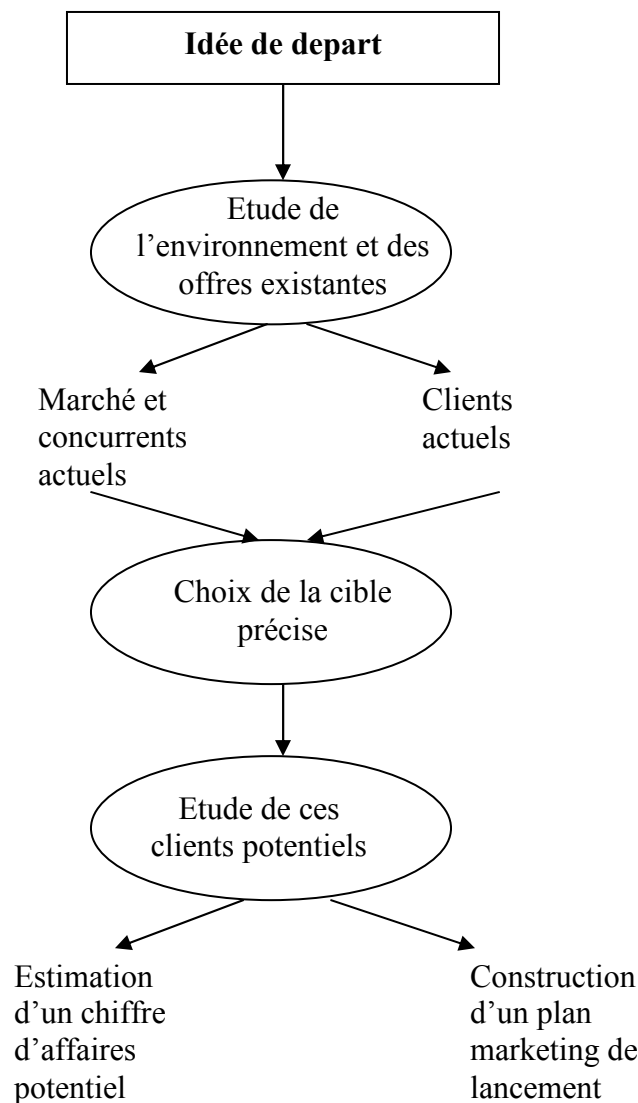 Idée de depart
Etude de
l’environnement et des
offres existantes
Marché et
concurrents
actuels
Clients
actuels
Choix de la cible
précise
Etude de ces
clients potentiels
Estimation
d’un chiffre
d’affaires
potentiel
Construction
d’un plan
marketing de
lancement